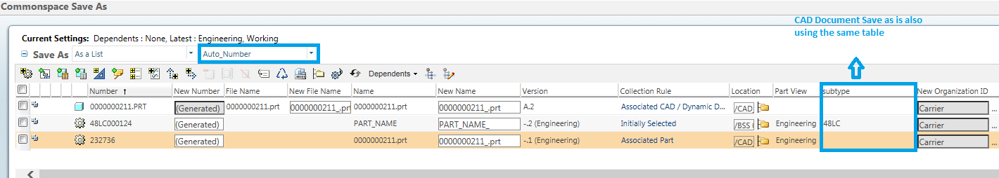 Commonspace Save As
CAD Document Save as is also
using the same table
Current Settings: Dependents : None, Latest : Engineering, Working
Save As As a List Auto_Number
Dependents
Number New Number File Name New File Name Name New Name Version Collection Rule Location Part View subtype New Organization ID
0000000211.PRT (Generated) 0000000211.prt 0000000211_.prt 0000000211.prt 0000000211_.prt A.2 Associated CAD / Dynamic D... /CAD Carrier ...
48LC000124 (Generated) PART_NAME PART_NAME_ -.2 (Engineering) Initially Selected /BSS Engineering 48LC Carrier ...
232736 (Generated) 0000000211.prt 0000000211_.prt -.1 (Engineering) Associated Part /CAD Engineering Carrier ...